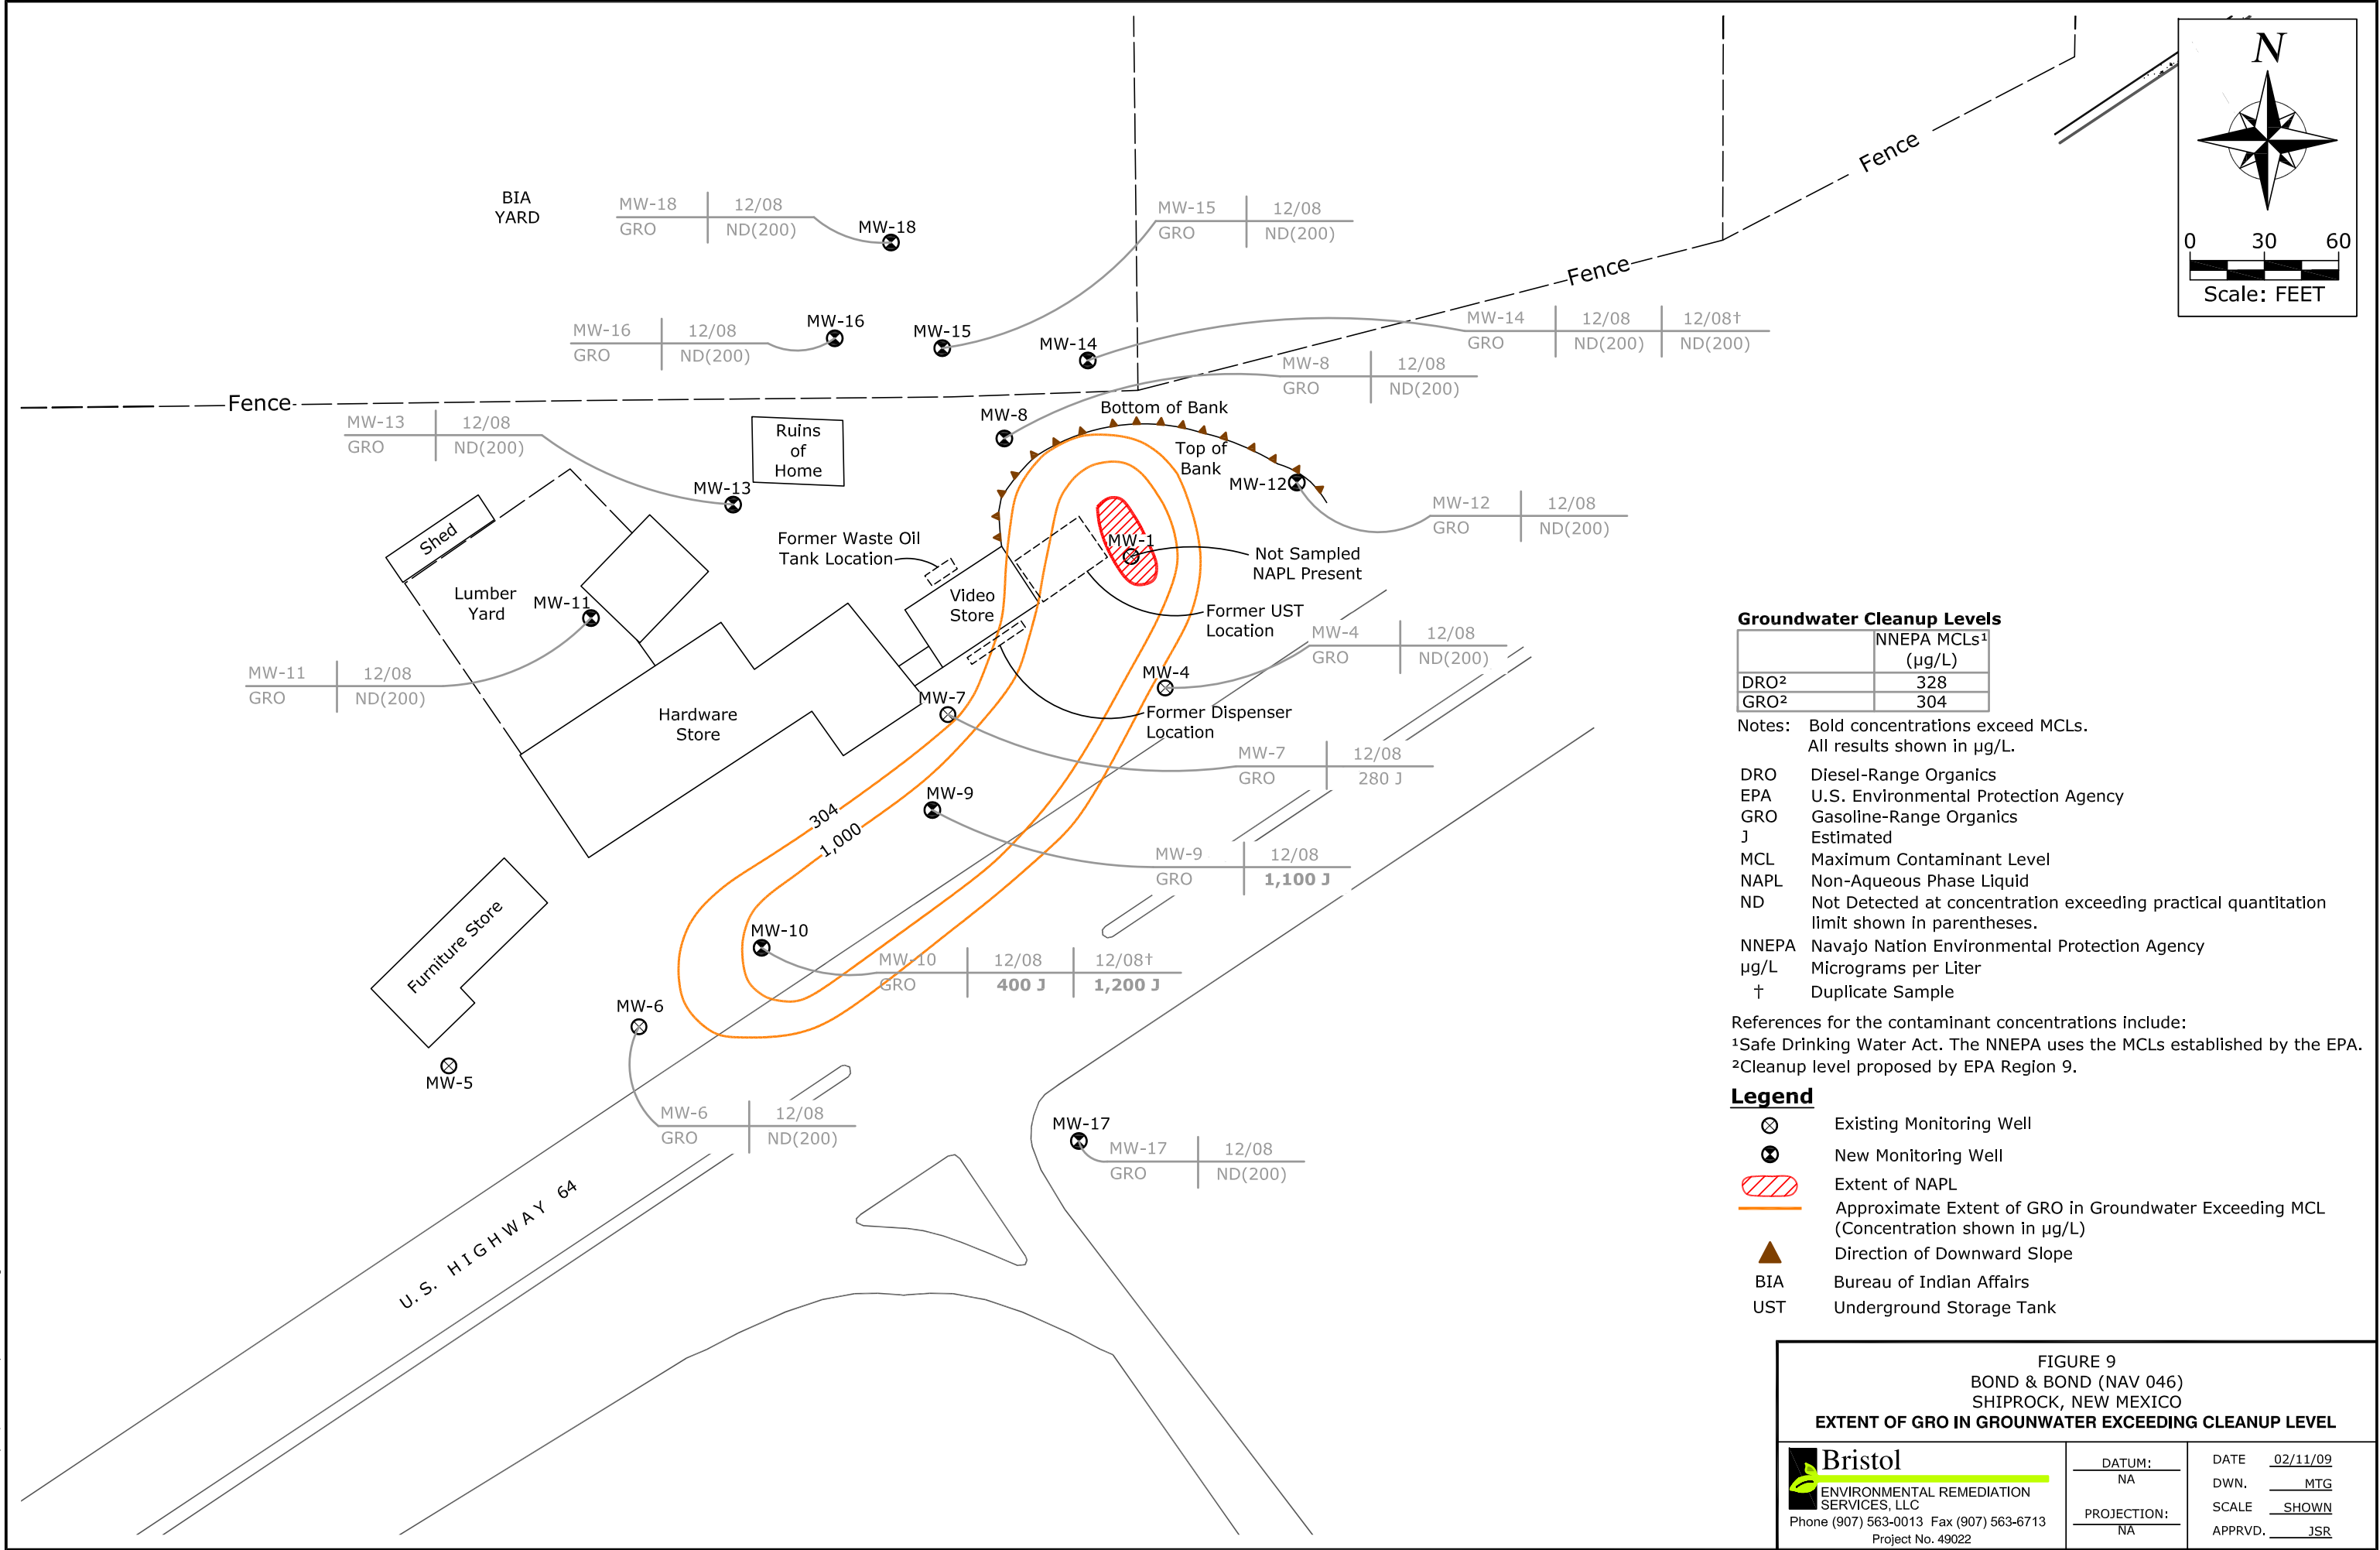 N
0 30 60
Scale: FEET
Fence
Fence
Fence
BIA
YARD
MW-18 12/08
GRO ND(200)
MW-18
MW-15 12/08
GRO ND(200)
MW-16 12/08
GRO ND(200)
MW-16
MW-15
MW-14
MW-14 12/08 12/08†
GRO ND(200) ND(200)
MW-8 12/08
GRO ND(200)
MW-13 12/08
GRO ND(200)
MW-8
Bottom of Bank
Top of
Bank
Ruins
of
Home
MW-13
MW-12
MW-12 12/08
GRO ND(200)
Shed
Former Waste Oil
Tank Location
MW-1
Not Sampled
NAPL Present
Lumber
Yard
MW-11
Video
Store
Former UST
Location
MW-4 12/08
GRO ND(200)
MW-11 12/08
GRO ND(200)
MW-4
MW-7
Former Dispenser
Location
Hardware
Store
MW-7 12/08
GRO 280 J
MW-9
304
1,000
MW-9 12/08
GRO 1,100 J
Furniture Store
MW-10
MW-10 12/08 12/08†
GRO 400 J 1,200 J
MW-6
MW-5
MW-6 12/08
GRO ND(200)
MW-17
MW-17 12/08
GRO ND(200)
U.S. HIGHWAY 64
Groundwater Cleanup Levels
NNEPA MCLs¹
(µg/L)
DRO² 328
GRO² 304
Notes: Bold concentrations exceed MCLs.
All results shown in µg/L.
DRO Diesel-Range Organics
EPA U.S. Environmental Protection Agency
GRO Gasoline-Range Organics
J Estimated
MCL Maximum Contaminant Level
NAPL Non-Aqueous Phase Liquid
ND Not Detected at concentration exceeding practical quantitation
limit shown in parentheses.
NNEPA Navajo Nation Environmental Protection Agency
µg/L Micrograms per Liter
† Duplicate Sample
References for the contaminant concentrations include:
¹Safe Drinking Water Act. The NNEPA uses the MCLs established by the EPA.
²Cleanup level proposed by EPA Region 9.
Legend
Existing Monitoring Well
New Monitoring Well
Extent of NAPL
Approximate Extent of GRO in Groundwater Exceeding MCL
(Concentration shown in µg/L)
Direction of Downward Slope
BIA Bureau of Indian Affairs
UST Underground Storage Tank
FIGURE 9
BOND & BOND (NAV 046)
SHIPROCK, NEW MEXICO
EXTENT OF GRO IN GROUNWATER EXCEEDING CLEANUP LEVEL
Bristol
ENVIRONMENTAL REMEDIATION
SERVICES, LLC
Phone (907) 563-0013 Fax (907) 563-6713
Project No. 49022
DATUM:
NA
PROJECTION:
NA
DATE 02/11/09
DWN. MTG
SCALE SHOWN
APPRVD. JSR